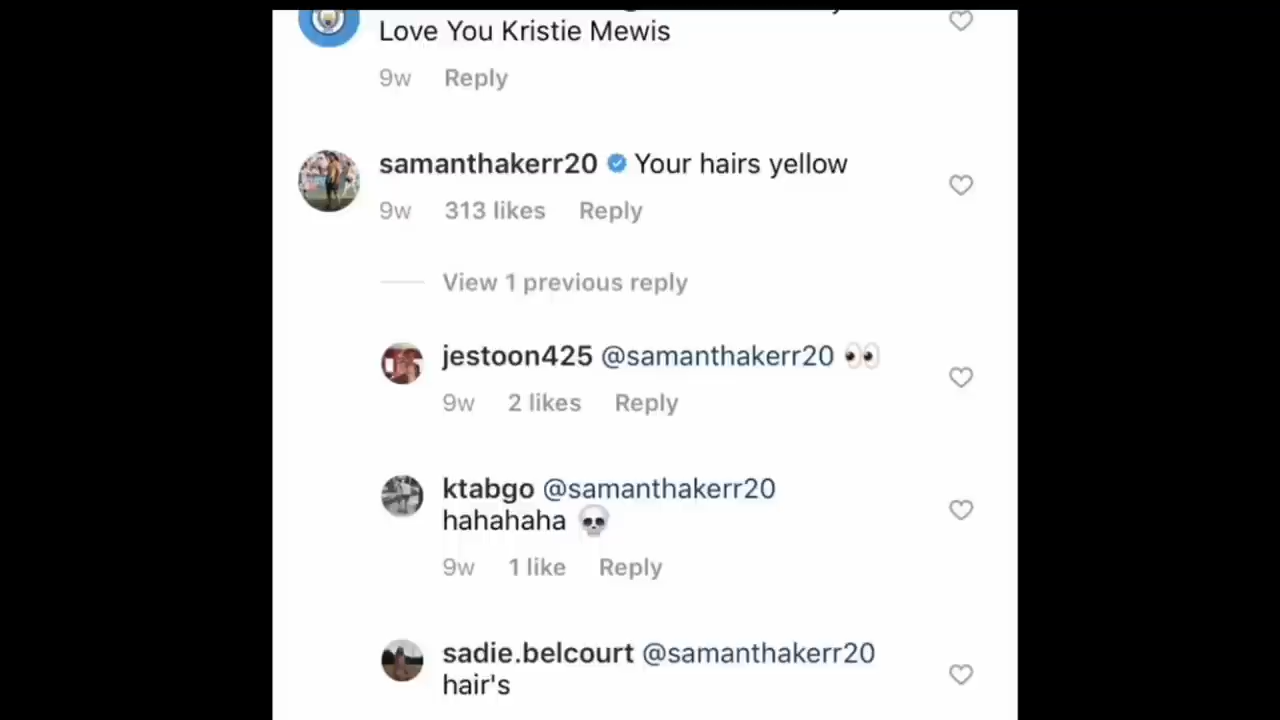 Love You Kristie Mewis
9w Reply
samanthakerr20 Your hairs yellow
9w 313 likes Reply
View 1 previous reply
jestoon425 @samanthakerr20 👀
9w 2 likes Reply
ktabgo @samanthakerr20
hahahaha 💀
9w 1 like Reply
sadie.belcourt @samanthakerr20
hair's